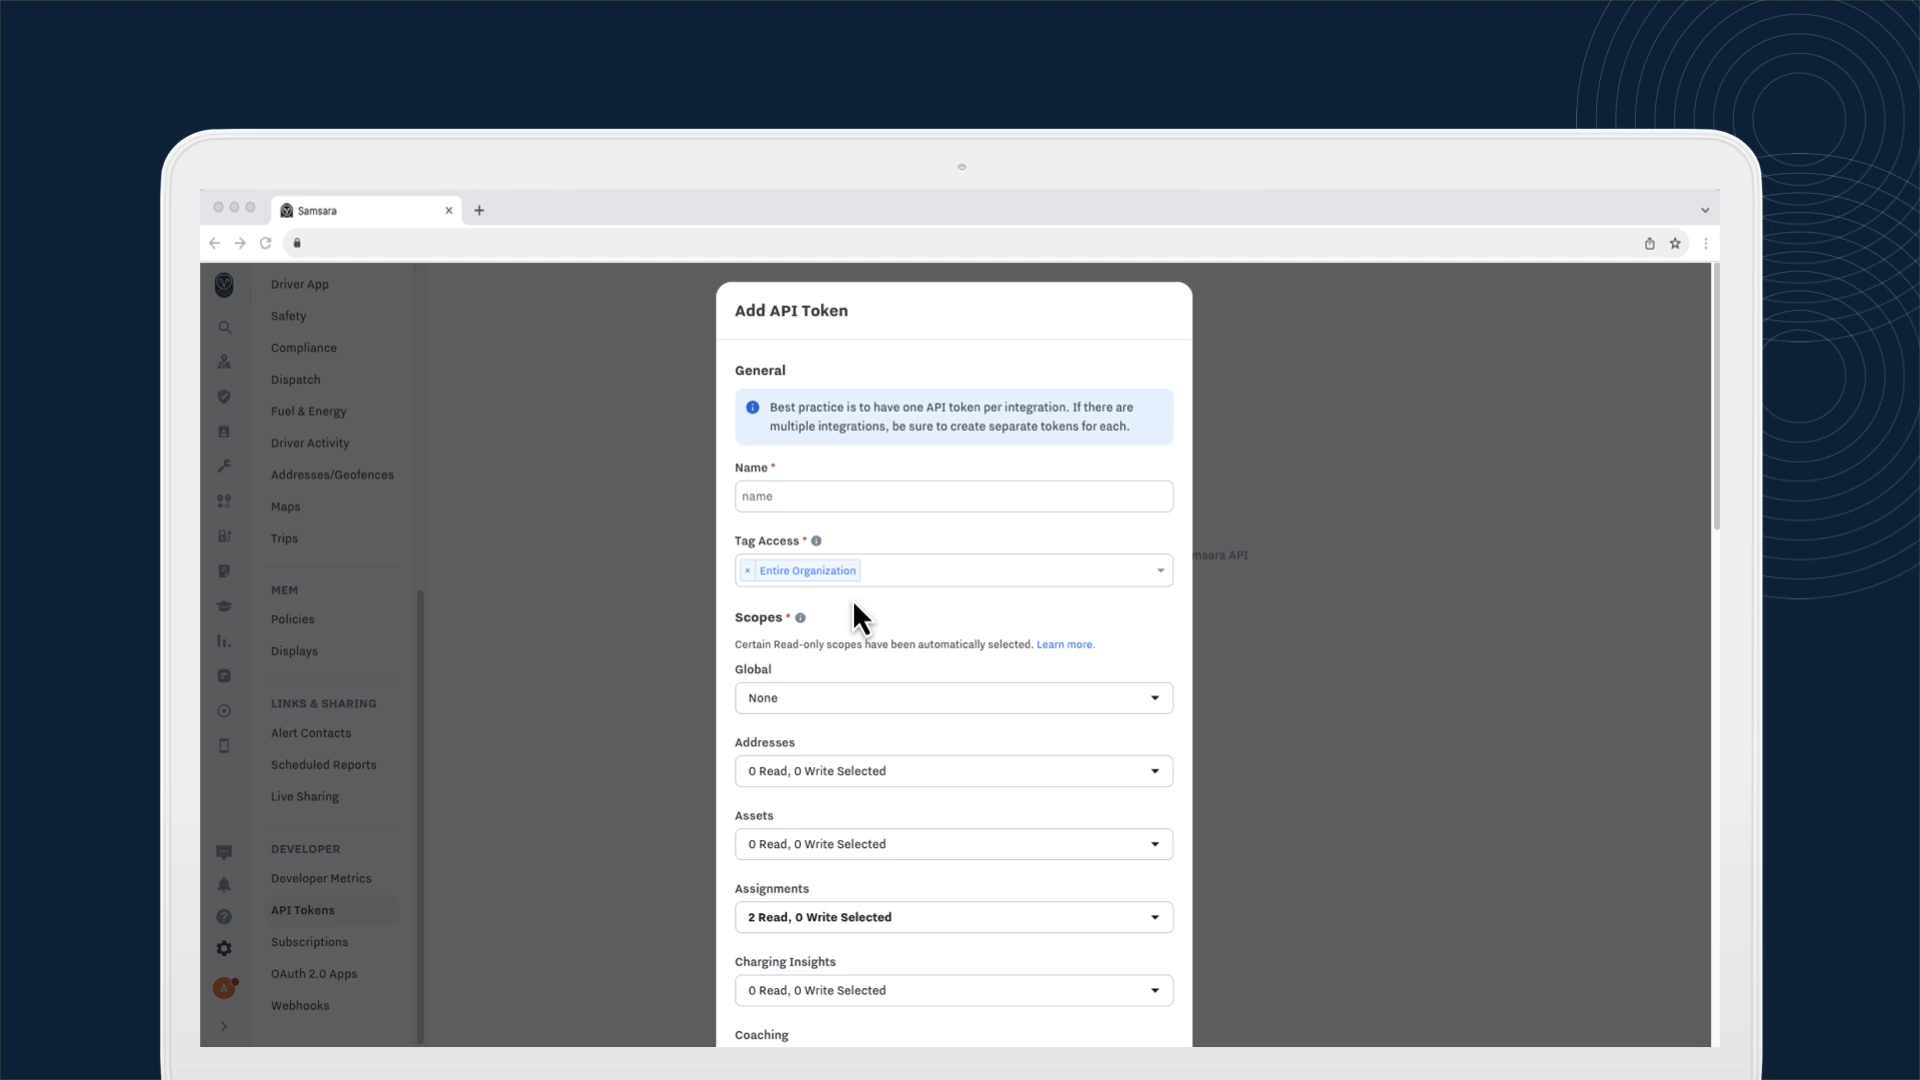 Samsara
Driver App
Safety
Compliance
Dispatch
Fuel & Energy
Driver Activity
Addresses/Geofences
Maps
Trips
MEM
Policies
Displays
LINKS & SHARING
Alert Contacts
Scheduled Reports
Live Sharing
DEVELOPER
Developer Metrics
API Tokens
Subscriptions
OAuth 2.0 Apps
Webhooks
A
Add API Token
General
Best practice is to have one API token per integration. If there are
multiple integrations, be sure to create separate tokens for each.
Name *
name
Tag Access *
× Entire Organization
Scopes *
Certain Read-only scopes have been automatically selected. Learn more.
Global
None
Addresses
0 Read, 0 Write Selected
Assets
0 Read, 0 Write Selected
Assignments
2 Read, 0 Write Selected
Charging Insights
0 Read, 0 Write Selected
Coaching
msara API